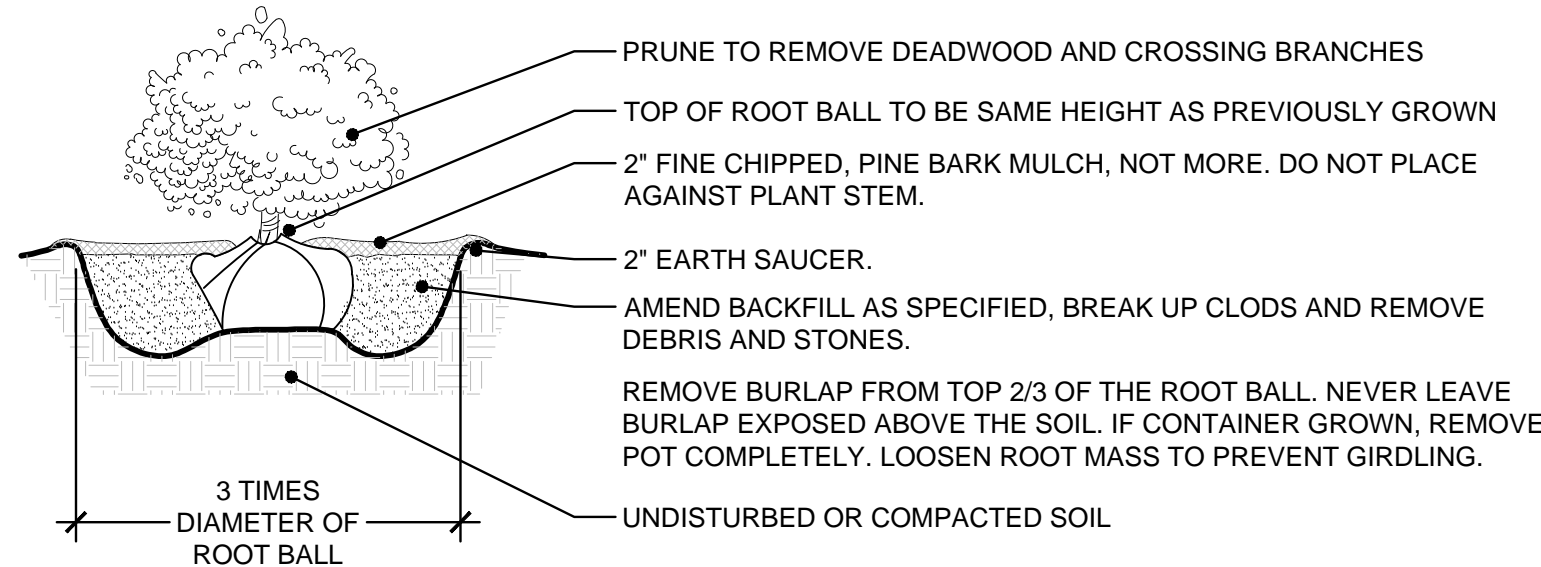 PRUNE TO REMOVE DEADWOOD AND CROSSING BRANCHES
TOP OF ROOT BALL TO BE SAME HEIGHT AS PREVIOUSLY GROWN
2" FINE CHIPPED, PINE BARK MULCH, NOT MORE. DO NOT PLACE
AGAINST PLANT STEM.
2" EARTH SAUCER.
AMEND BACKFILL AS SPECIFIED, BREAK UP CLODS AND REMOVE
DEBRIS AND STONES.
REMOVE BURLAP FROM TOP 2/3 OF THE ROOT BALL. NEVER LEAVE
BURLAP EXPOSED ABOVE THE SOIL. IF CONTAINER GROWN, REMOVE
POT COMPLETELY. LOOSEN ROOT MASS TO PREVENT GIRDLING.
UNDISTURBED OR COMPACTED SOIL
3 TIMES
DIAMETER OF
ROOT BALL